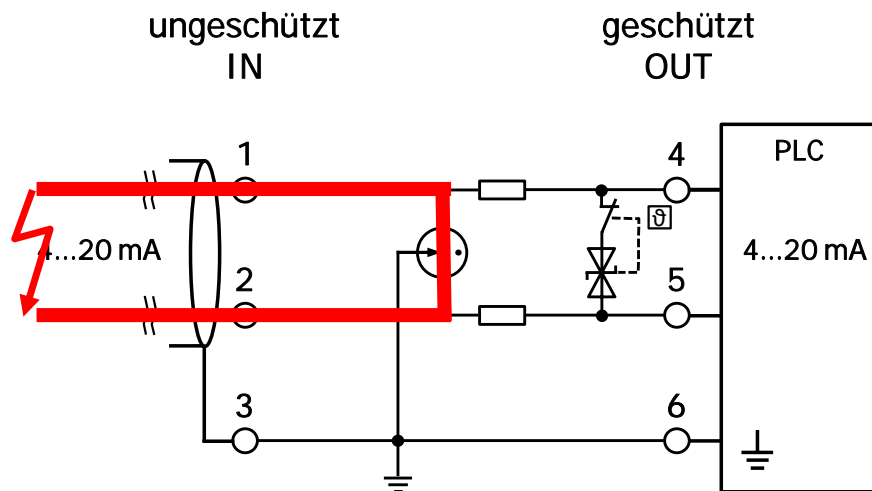 ungeschützt
IN
geschützt
OUT
1
4
PLC
ϑ
4...20 mA
4...20 mA
2
5
3
6